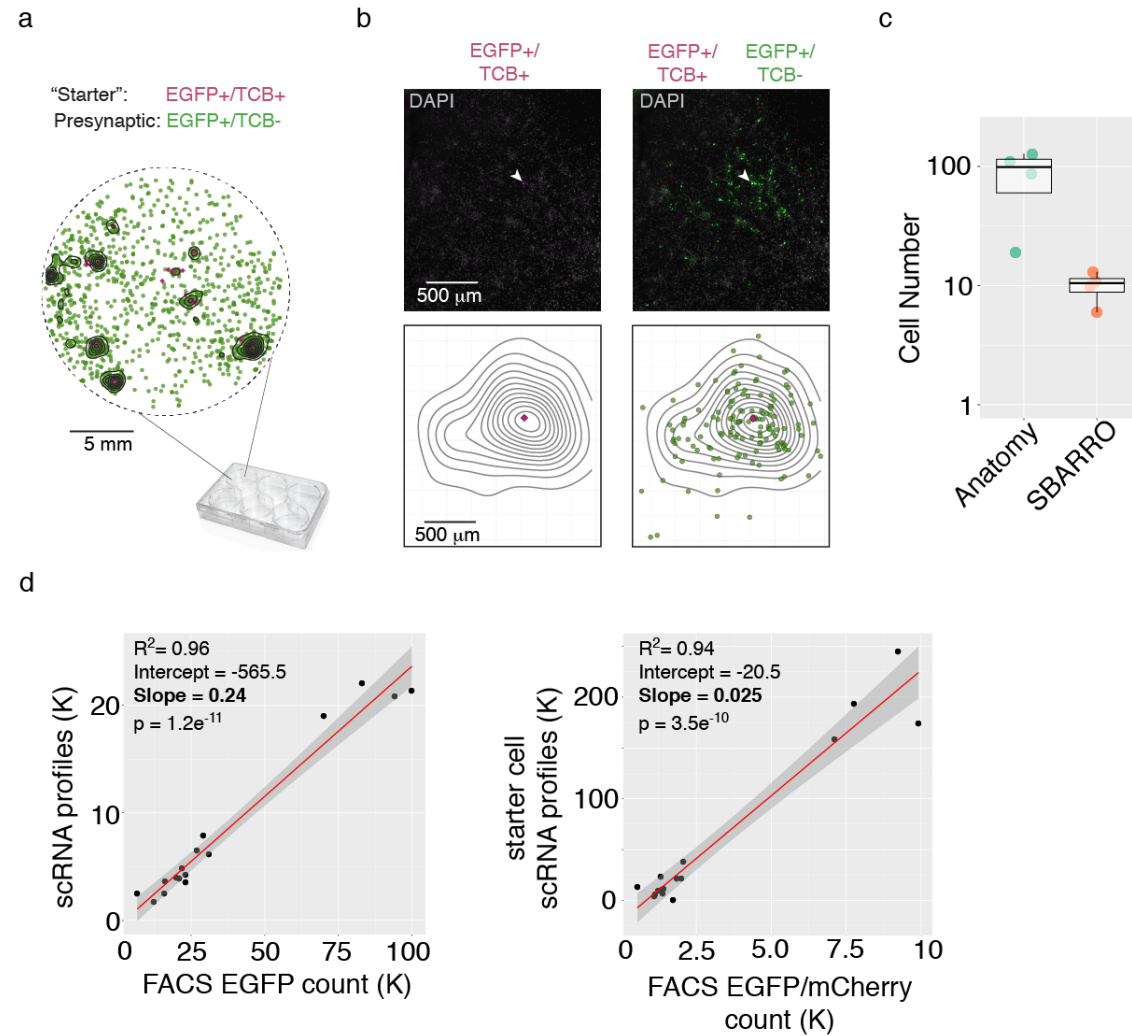 a
"Starter": EGFP+/TCB+
Presynaptic: EGFP+/TCB-
5 mm
b
EGFP+/
TCB+
EGFP+/
TCB+
EGFP+/
TCB-
DAPI
DAPI
500 μm
500 μm
c
Cell Number
100
10
1
Anatomy
SBARRO
d
R²= 0.96
Intercept = -565.5
Slope = 0.24
p = 1.2e⁻¹¹
scRNA profiles (K)
20
10
0
0
25
50
75
100
FACS EGFP count (K)
R²= 0.94
Intercept = -20.5
Slope = 0.025
p = 3.5e⁻¹⁰
starter cell
scRNA profiles (K)
200
100
0
0
2.5
5.0
7.5
10
FACS EGFP/mCherry
count (K)